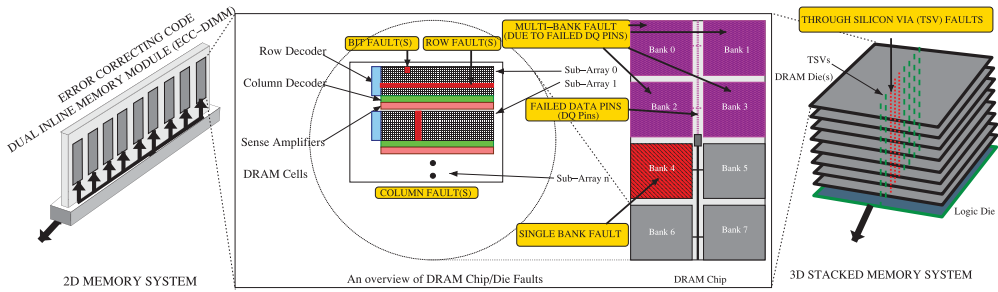 ERROR CORRECTING CODE
DUAL INLINE MEMORY MODULE (ECC-DIMM)
2D MEMORY SYSTEM
Row Decoder
Column Decoder
Sense Amplifiers
DRAM Cells
BIT FAULT(S)
ROW FAULT(S)
Sub-Array 0
Sub-Array 1
Sub-Array n
COLUMN FAULT(S)
An overview of DRAM Chip/Die Faults
MULTI-BANK FAULT
(DUE TO FAILED DQ PINS)
FAILED DATA PINS
(DQ Pins)
SINGLE BANK FAULT
Bank 0
Bank 1
Bank 2
Bank 3
Bank 4
Bank 5
Bank 6
Bank 7
DRAM Chip
THROUGH SILICON VIA (TSV) FAULTS
TSVs
DRAM Die(s)
Logic Die
3D STACKED MEMORY SYSTEM